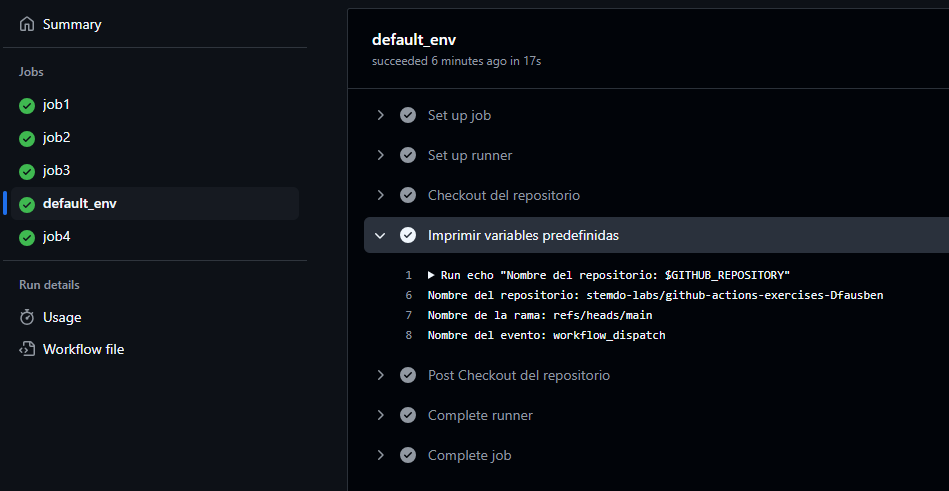 Summary
Jobs
job1
job2
job3
default_env
job4
Run details
Usage
Workflow file
default_env
succeeded 6 minutes ago in 17s
Set up job
Set up runner
Checkout del repositorio
Imprimir variables predefinidas
1 Run echo "Nombre del repositorio: $GITHUB_REPOSITORY"
6 Nombre del repositorio: stemdo-labs/github-actions-exercises-Dfausben
7 Nombre de la rama: refs/heads/main
8 Nombre del evento: workflow_dispatch
Post Checkout del repositorio
Complete runner
Complete job